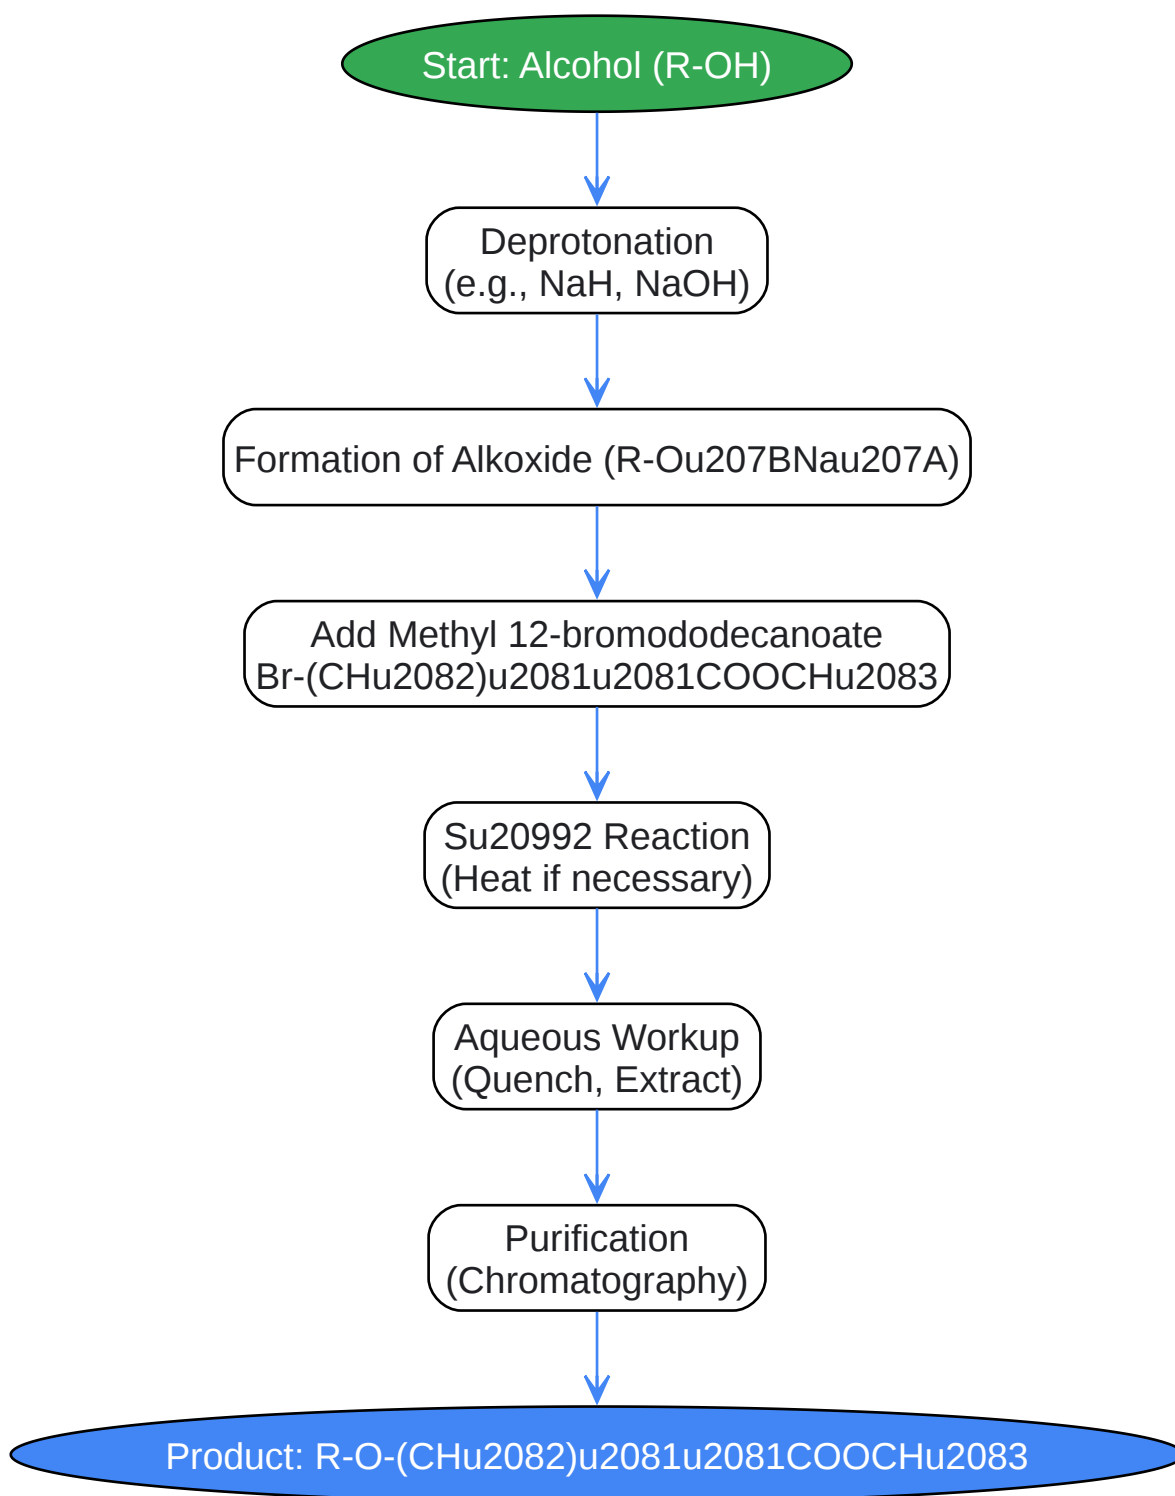 Start: Alcohol (R-OH)
Deprotonation
(e.g., NaH, NaOH)
Formation of Alkoxide (R-Ou207BNau207A)
Add Methyl 12-bromododecanoate
Br-(CHu2082)u2081u2081COOCHu2083
Su20992 Reaction
(Heat if necessary)
Aqueous Workup
(Quench, Extract)
Purification
(Chromatography)
Product: R-O-(CHu2082)u2081u2081COOCHu2083